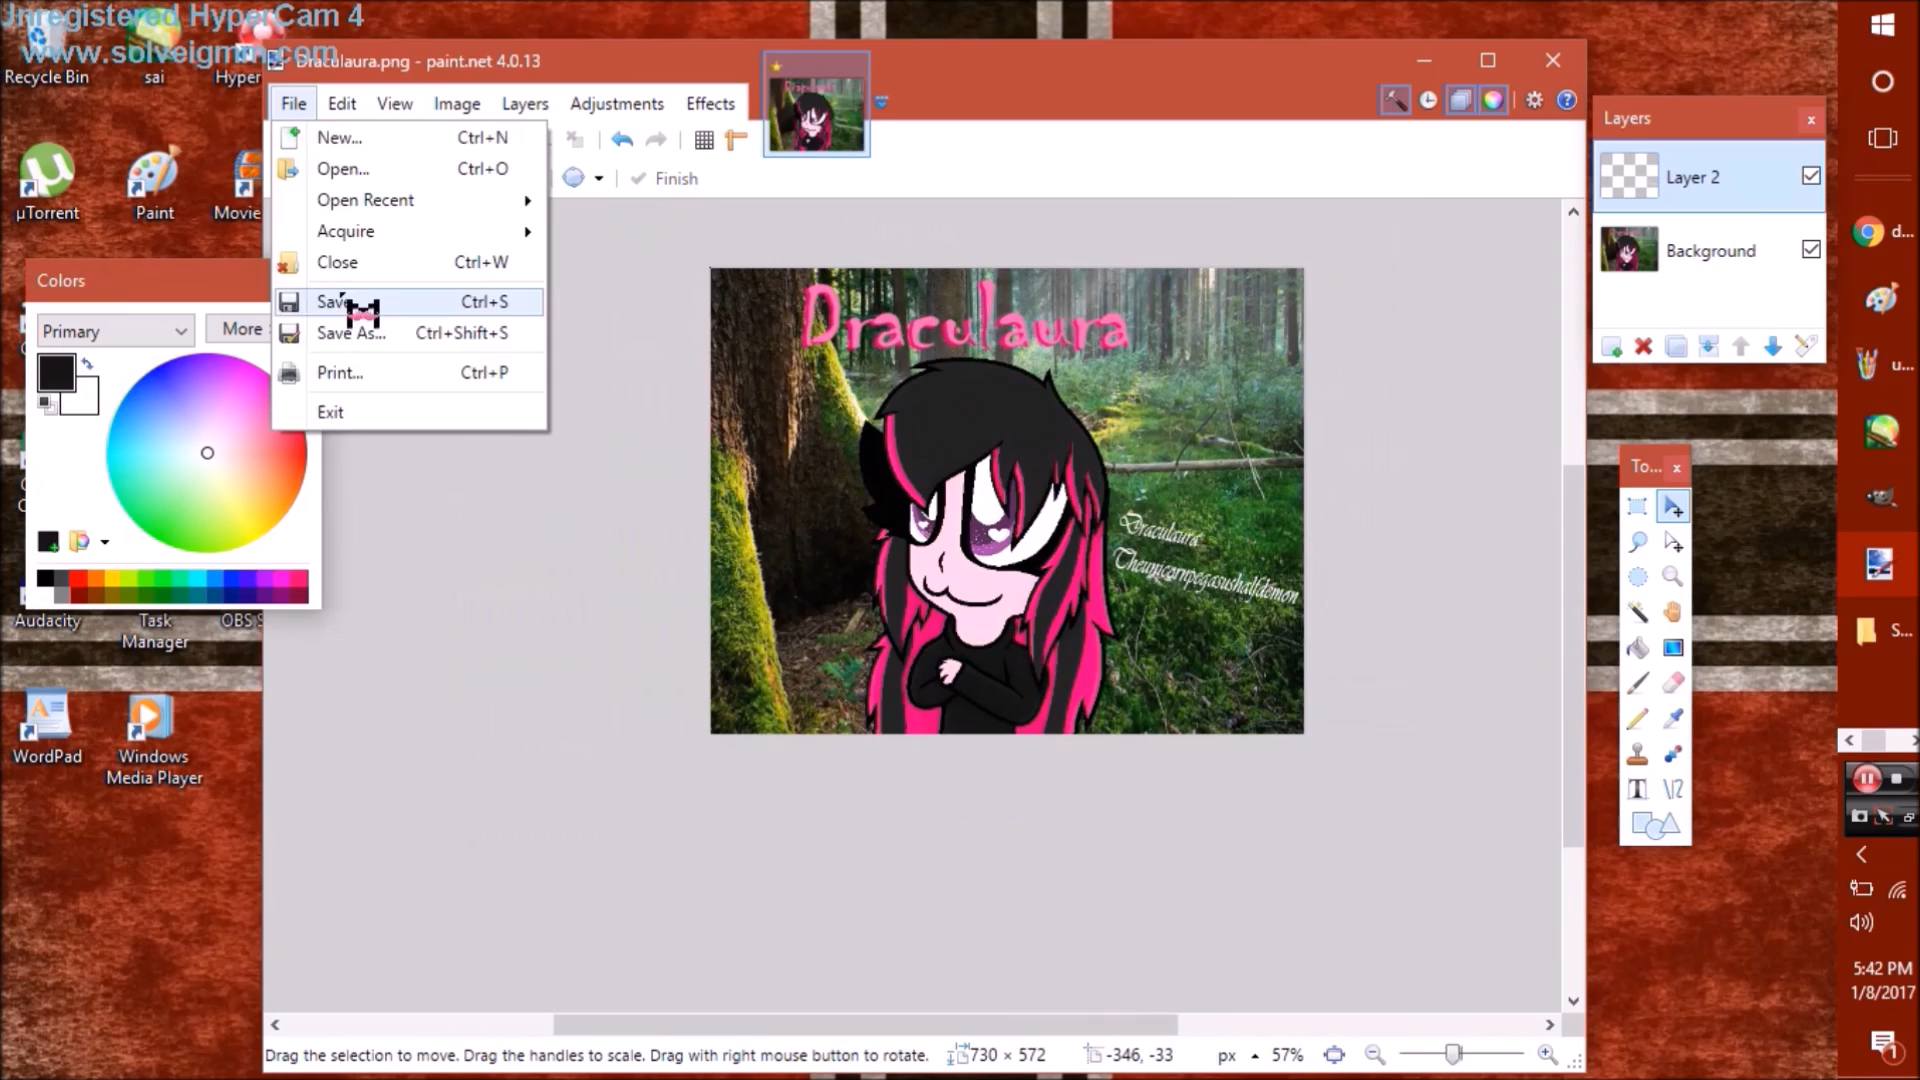 Unregistered HyperCam 4
www.solveigmm.com
Recycle Bin
sai
Hyper
µTorrent
Paint
Movie
Audacity
Task
Manager
OBS S
WordPad
Windows
Media Player
Draculaura.png - paint.net 4.0.13
File
Edit
View
Image
Layers
Adjustments
Effects
New... Ctrl+N
Open... Ctrl+O
Open Recent
Acquire
Close Ctrl+W
Save Ctrl+S
Save As... Ctrl+Shift+S
Print... Ctrl+P
Exit
Finish
Colors
Primary
More
Draculaura
Draculaura
Theunicornpegasushalfdemon
Layers
Layer 2
Background
To...
d...
u...
S...
5:42 PM
1/8/2017
1
Drag the selection to move. Drag the handles to scale. Drag with right mouse button to rotate.
730 × 572
-346, -33
px
57%